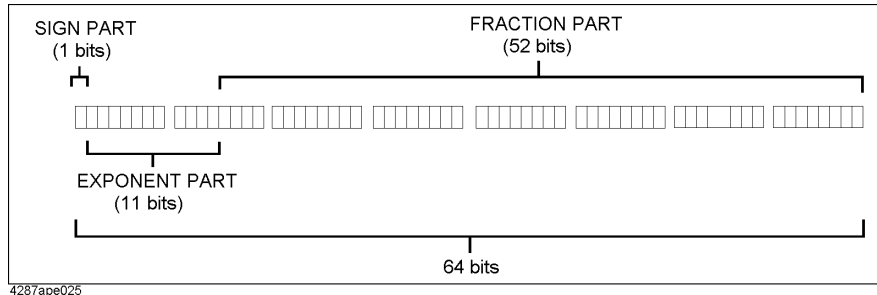 SIGN PART
(1 bits)
FRACTION PART
(52 bits)
EXPONENT PART
(11 bits)
64 bits
4287ape025